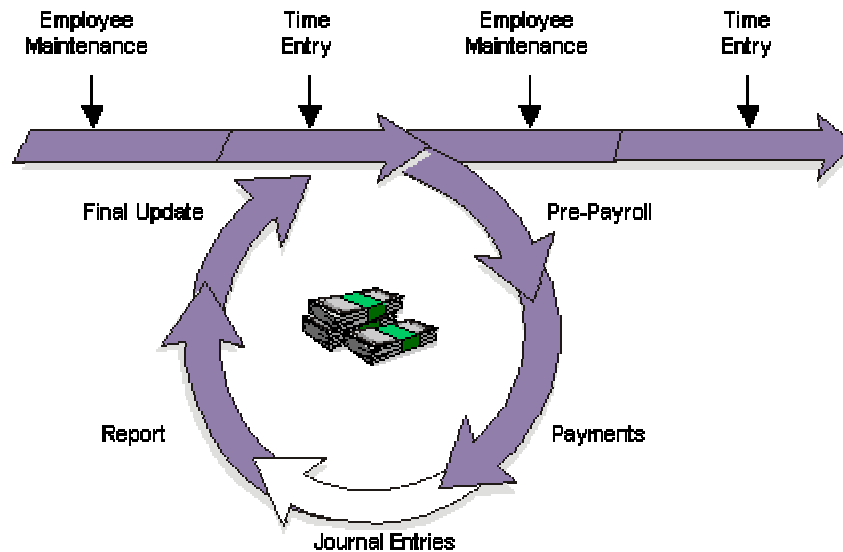 Employee
Maintenance
Time
Entry
Employee
Maintenance
Time
Entry
Final Update
Pre-Payroll
Report
Payments
Journal Entries